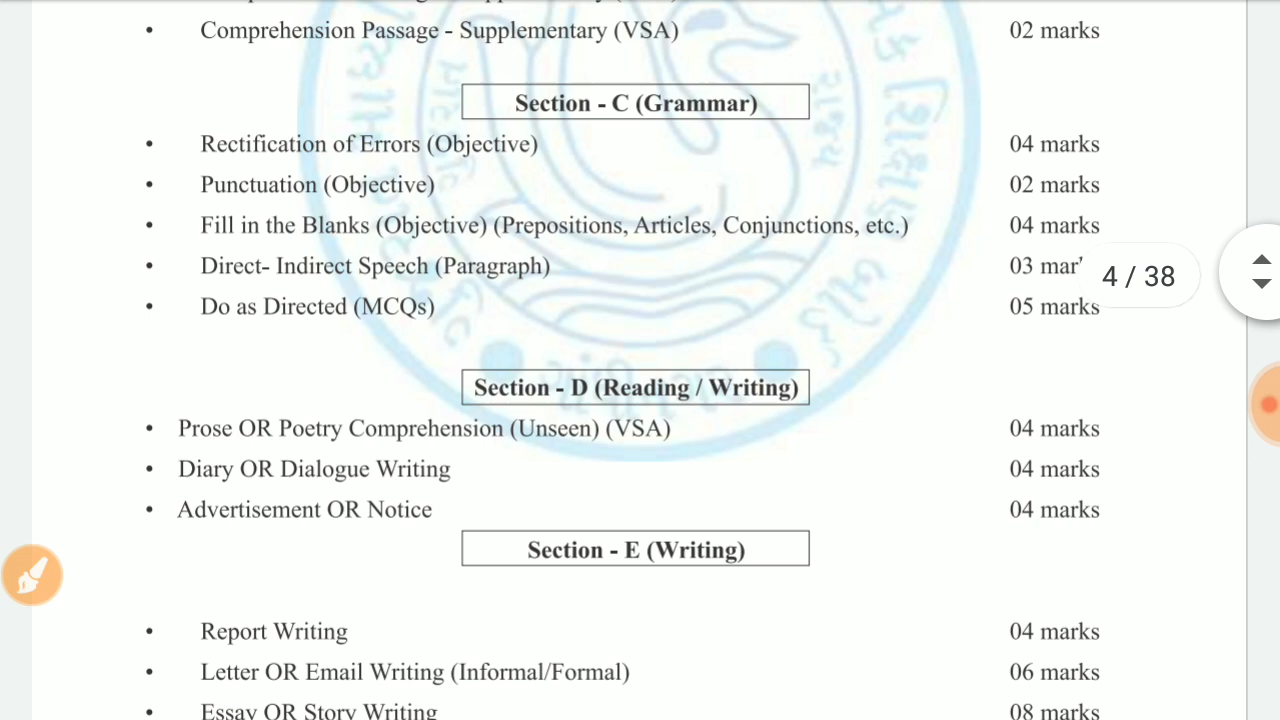 • Comprehension Passage - Supplementary (VSA) 02 marks
Section - C (Grammar)
• Rectification of Errors (Objective) 04 marks
• Punctuation (Objective) 02 marks
• Fill in the Blanks (Objective) (Prepositions, Articles, Conjunctions, etc.) 04 marks
• Direct- Indirect Speech (Paragraph) 03 mar
4 / 38
• Do as Directed (MCQs) 05 marks
Section - D (Reading / Writing)
• Prose OR Poetry Comprehension (Unseen) (VSA) 04 marks
• Diary OR Dialogue Writing 04 marks
• Advertisement OR Notice 04 marks
Section - E (Writing)
• Report Writing 04 marks
• Letter OR Email Writing (Informal/Formal) 06 marks
• Essay OR Story Writing 08 marks